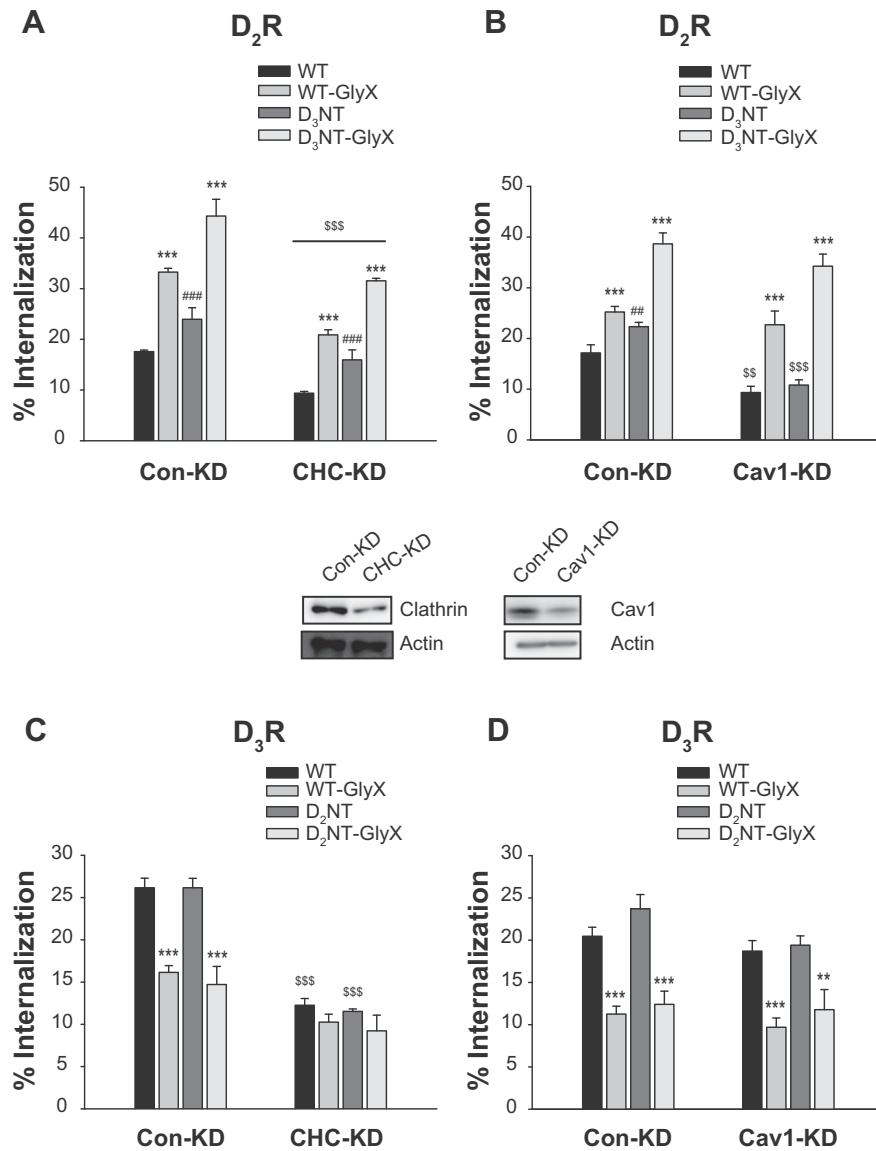 A
D₂R
WT
WT-GlyX
D₃NT
D₃NT-GlyX
% Internalization
50
40
30
20
10
0
***
###
***
$$$
***
###
***
Con-KD
CHC-KD
B
D₂R
WT
WT-GlyX
D₃NT
D₃NT-GlyX
% Internalization
50
40
30
20
10
0
***
##
***
$$
***
$$$
***
Con-KD
Cav1-KD
Con-KD
CHC-KD
Clathrin
Actin
Con-KD
Cav1-KD
Cav1
Actin
C
D₃R
WT
WT-GlyX
D₂NT
D₂NT-GlyX
% Internalization
30
25
20
15
10
5
0
***
***
$$$
$$$
Con-KD
CHC-KD
D
D₃R
WT
WT-GlyX
D₂NT
D₂NT-GlyX
% Internalization
30
25
20
15
10
5
0
***
***
***
**
Con-KD
Cav1-KD